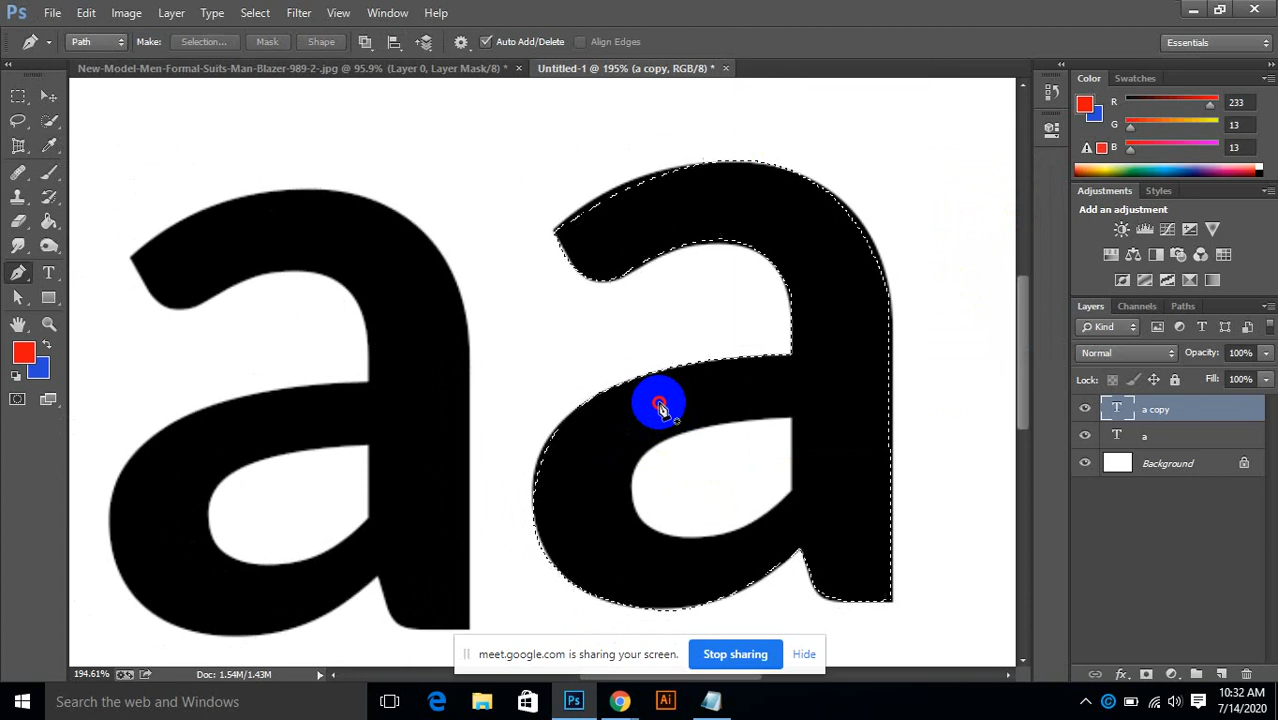 Ps File Edit Image Layer Type Select Filter View Window Help
Path Make: Selection... Mask Shape Auto Add/Delete Align Edges Essentials
New-Model-Men-Formal-Suits-Man-Blazer-989-2-.jpg @ 95.9% (Layer 0, Layer Mask/8) * × Untitled-1 @ 195% (a copy, RGB/8) * ×
Color Swatches
R 233
G 13
B 13
Adjustments Styles
Add an adjustment
Layers Channels Paths
Kind
Normal Opacity: 100%
Lock: Fill: 100%
T a copy
T a
Background
a a
meet.google.com is sharing your screen. Stop sharing Hide
194.61% Doc: 1.54M/1.43M
Search the web and Windows
Ps Ai
10:32 AM
7/14/2020